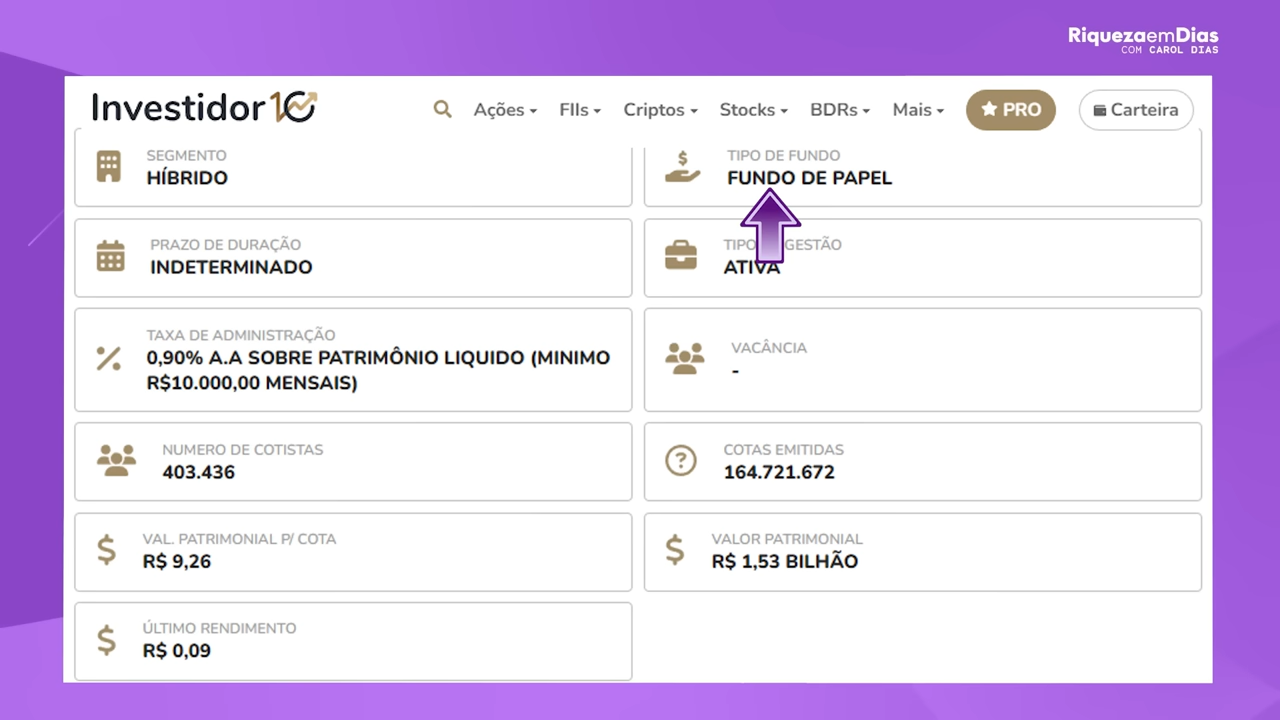 RiquezaemDias
COM CAROL DIAS
Investidor10
Ações
FIIs
Criptos
Stocks
BDRs
Mais
PRO
Carteira
SEGMENTO
HÍBRIDO
TIPO DE FUNDO
FUNDO DE PAPEL
PRAZO DE DURAÇÃO
INDETERMINADO
TIPO GESTÃO
ATIVA
TAXA DE ADMINISTRAÇÃO
0,90% A.A SOBRE PATRIMÔNIO LIQUIDO (MINIMO
R$10.000,00 MENSAIS)
VACÂNCIA
-
NUMERO DE COTISTAS
403.436
COTAS EMITIDAS
164.721.672
VAL. PATRIMONIAL P/ COTA
R$ 9,26
VALOR PATRIMONIAL
R$ 1,53 BILHÃO
ÚLTIMO RENDIMENTO
R$ 0,09